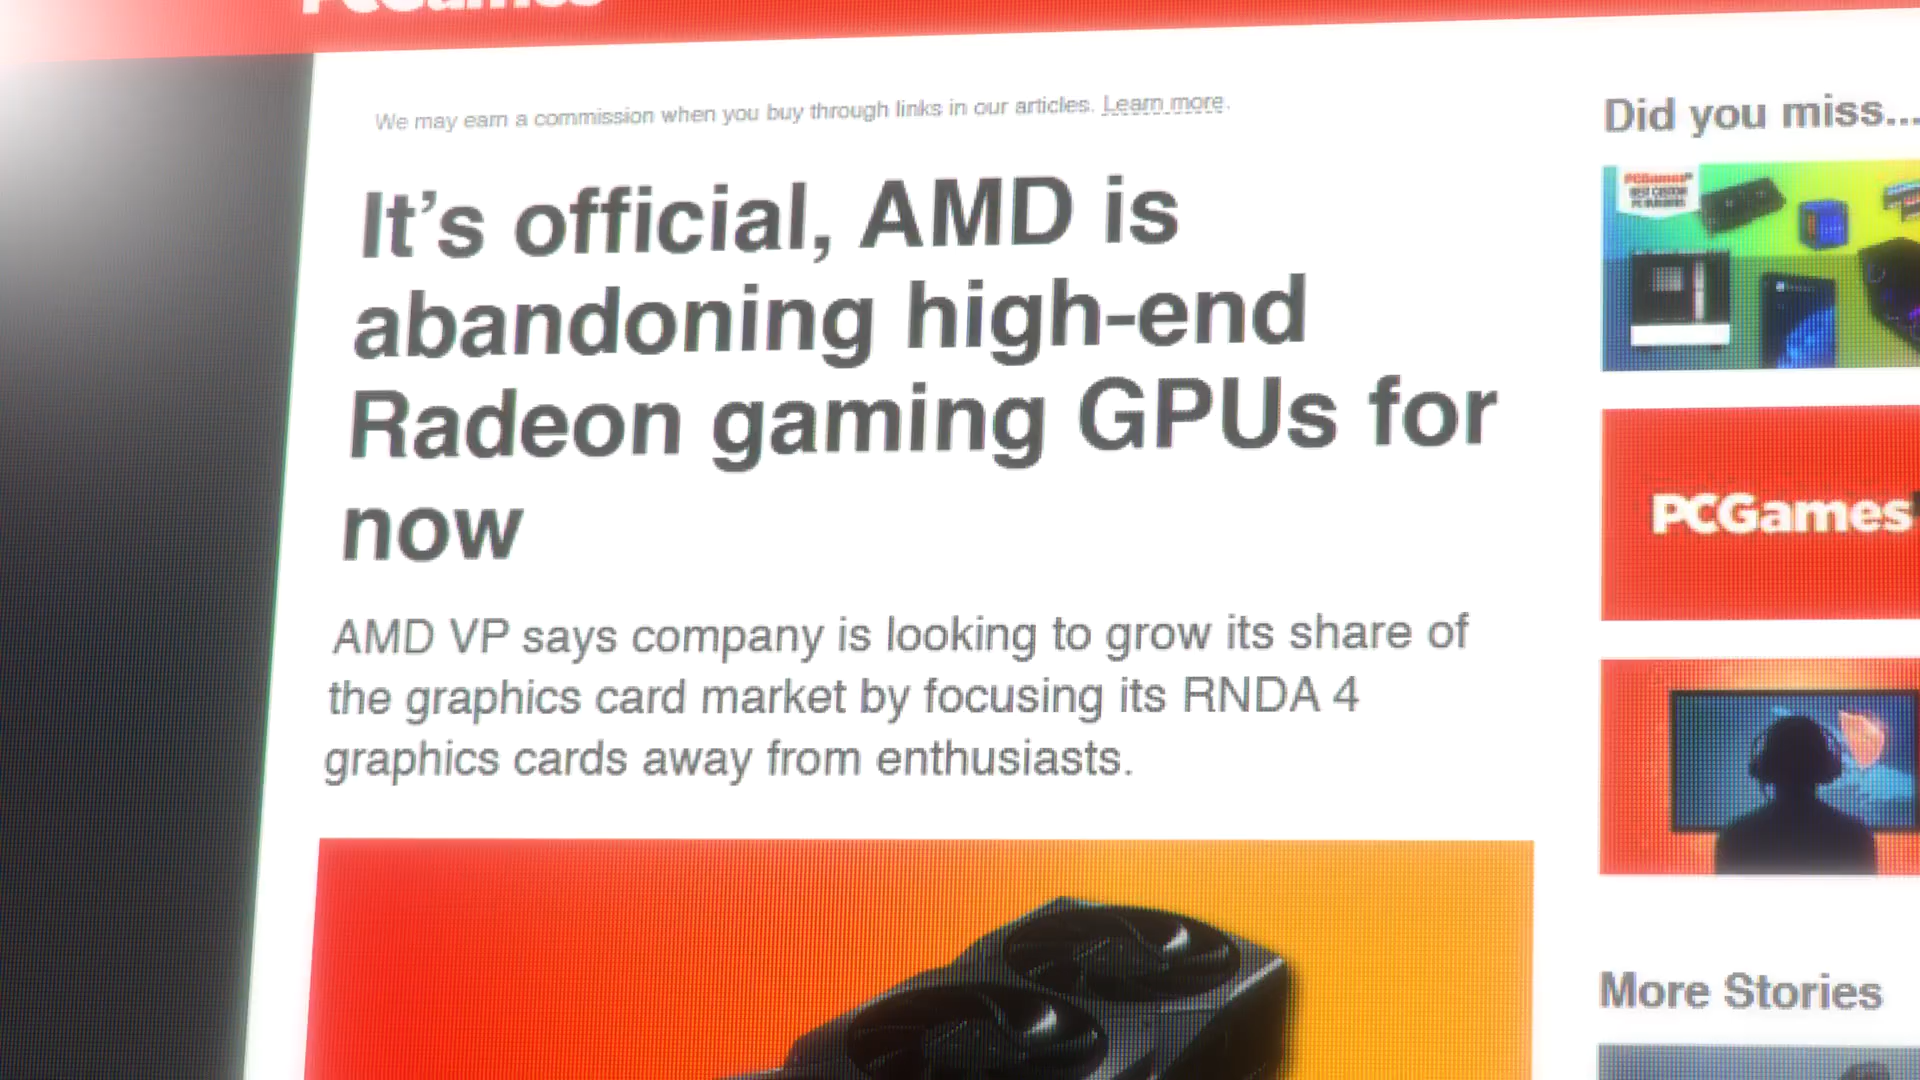 We may earn a commission when you buy through links in our articles. Learn more.
It’s official, AMD is
abandoning high-end
Radeon gaming GPUs for
now
AMD VP says company is looking to grow its share of
the graphics card market by focusing its RNDA 4
graphics cards away from enthusiasts.
Did you miss...
PCGamesN
BEST CUSTOM
PCGames
More Stories